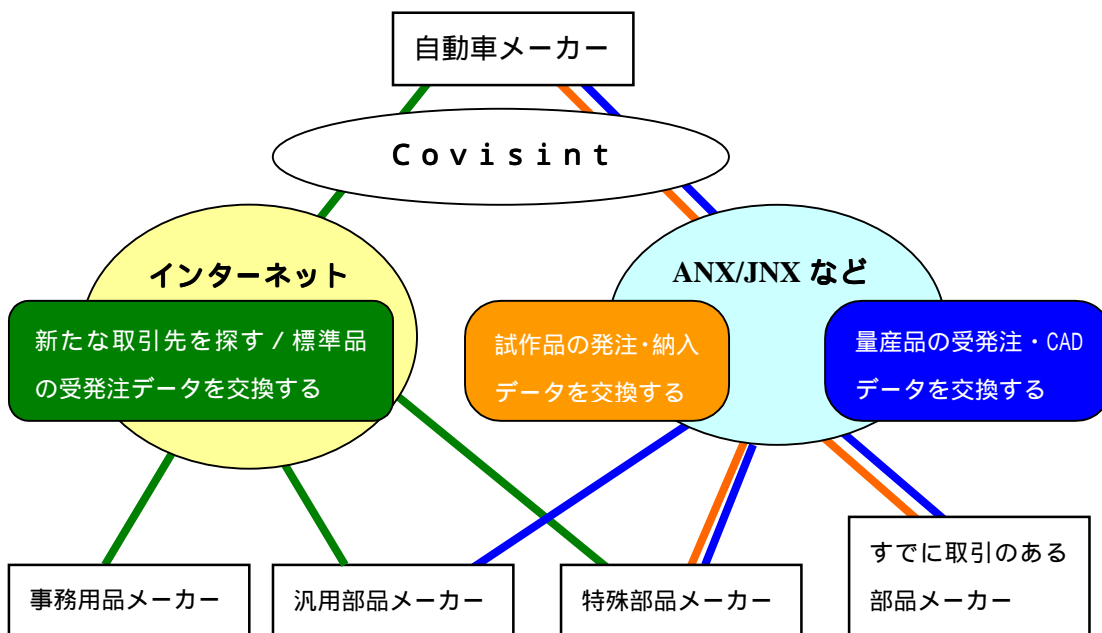 自動車メーカー
Ｃｏｖｉｓｉｎｔ
インターネット
ANX/JNX など
新たな取引先を探す／標準品
の受発注データを交換する
試作品の発注･納入
データを交換する
量産品の受発注・CAD
データを交換する
すでに取引のある
部品メーカー
事務用品メーカー
汎用部品メーカー
特殊部品メーカー